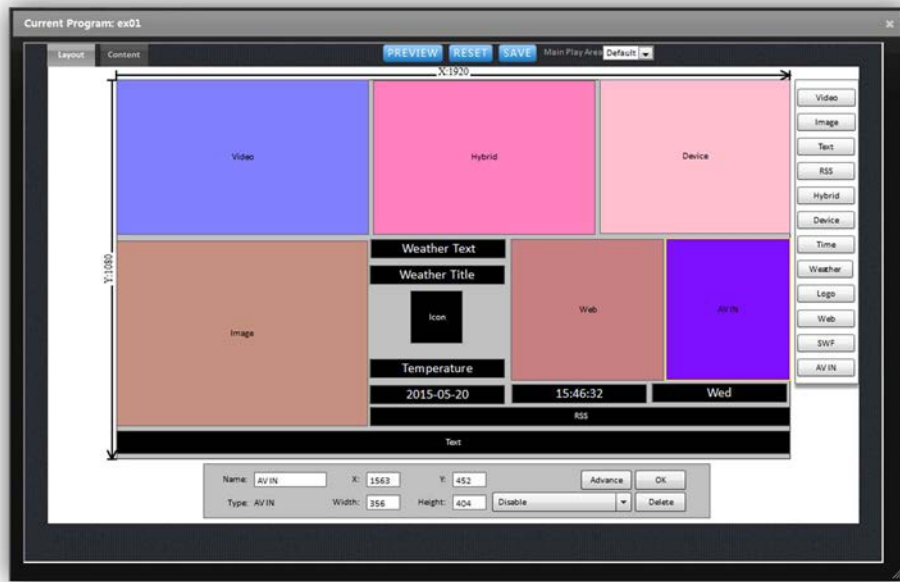 Current Program: ex01
Layout Content PREVIEW RESET SAVE Main Play Area Default
X:1920
Y:1080
Video Hybrid Device
Image
Weather Text
Weather Title
Icon
Temperature
Web AV IN
2015-05-20 15:46:32 Wed
RSS
Text
Video
Image
Text
RSS
Hybrid
Device
Time
Weather
Logo
Web
SWF
AV IN
Name: AV IN X: 1563 Y: 452 Advance OK
Type: AV IN Width: 356 Height: 404 Disable Delete